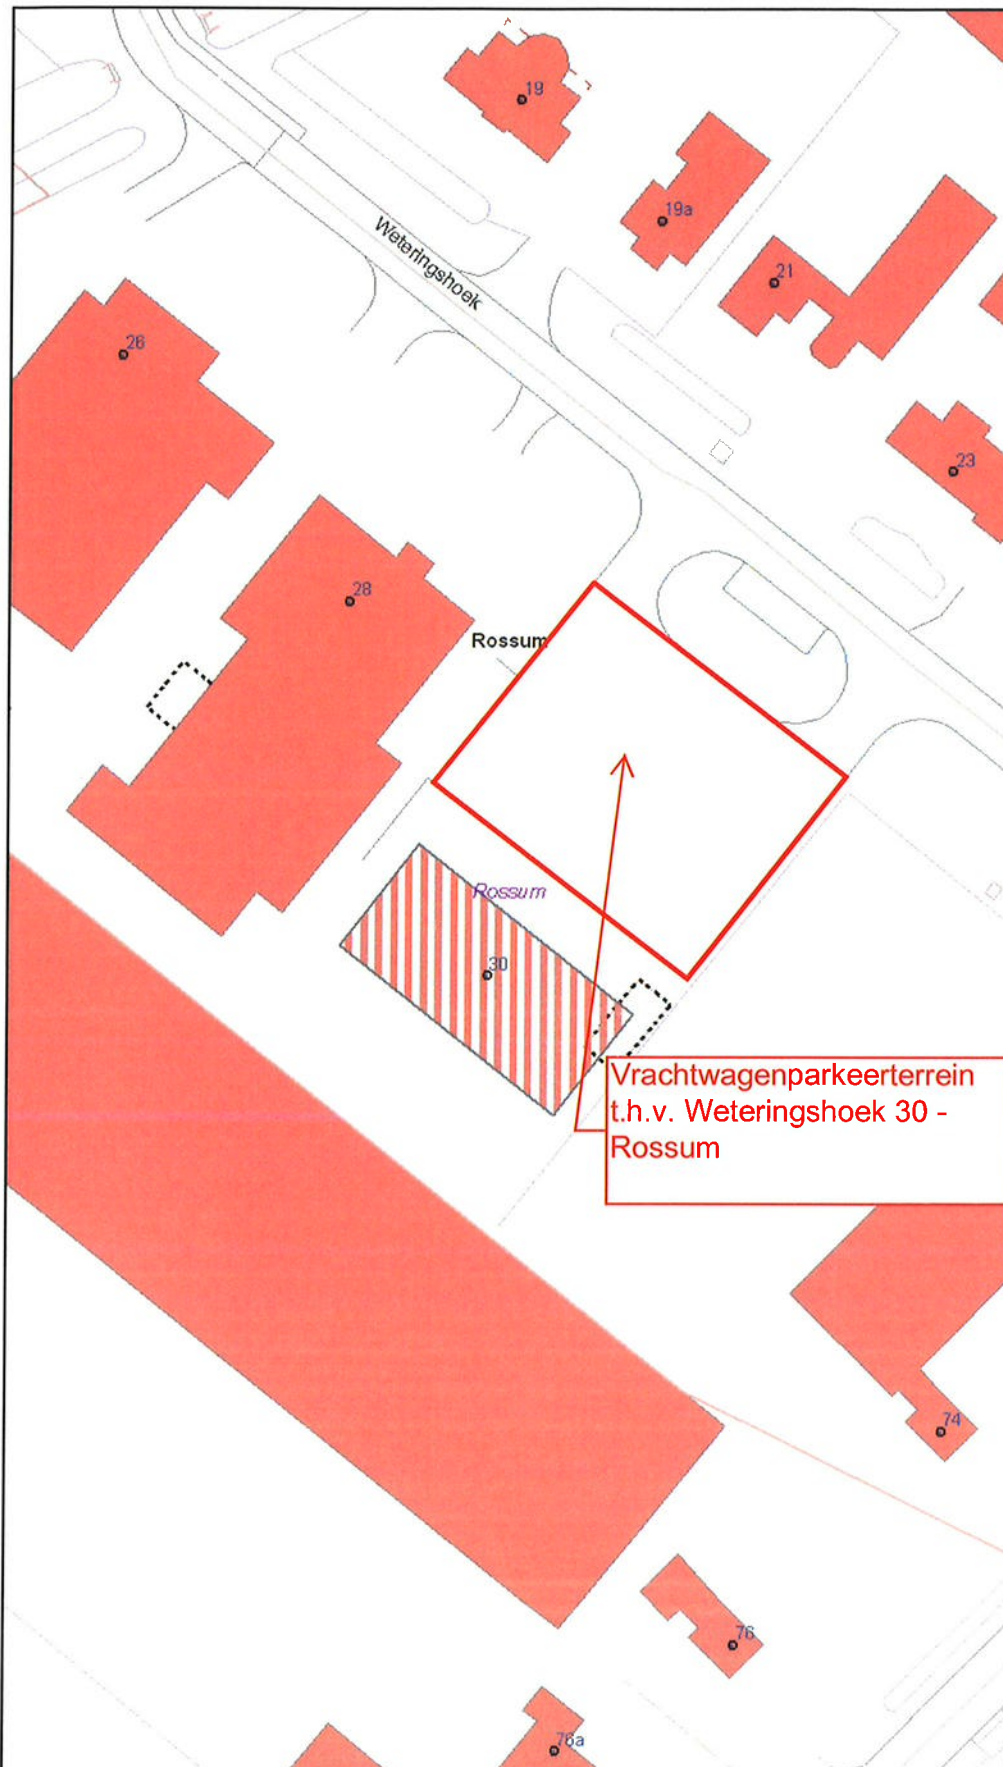 19
19a
Weteringshoek
21
26
23
28
Rossum
Rossum
30
Vrachtwagenparkeerterrein
t.h.v. Weteringshoek 30 -
Rossum
74
76
76a